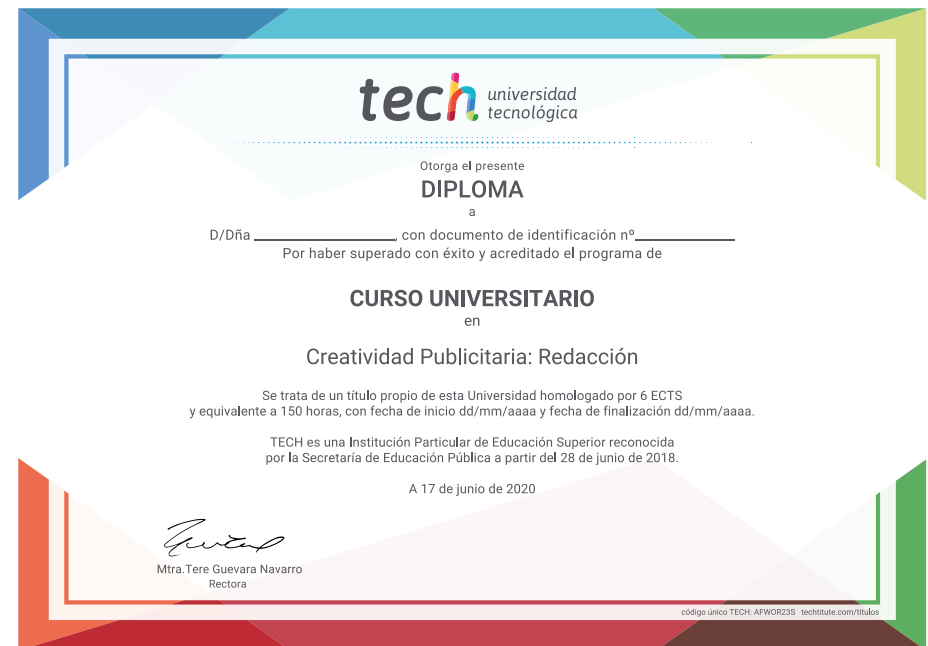 tech universidad
tecnológica
Otorga el presente
DIPLOMA
a
D/Dña ____________, con documento de identificación nº____________
Por haber superado con éxito y acreditado el programa de
CURSO UNIVERSITARIO
en
Creatividad Publicitaria: Redacción
Se trata de un título propio de esta Universidad homologado por 6 ECTS
y equivalente a 150 horas, con fecha de inicio dd/mm/aaaa y fecha de finalización dd/mm/aaaa.
TECH es una Institución Particular de Educación Superior reconocida
por la Secretaría de Educación Pública a partir del 28 de junio de 2018.
A 17 de junio de 2020
Mtra.Tere Guevara Navarro
Rectora
código único TECH: AFWOR23S techtitute.com/titulos